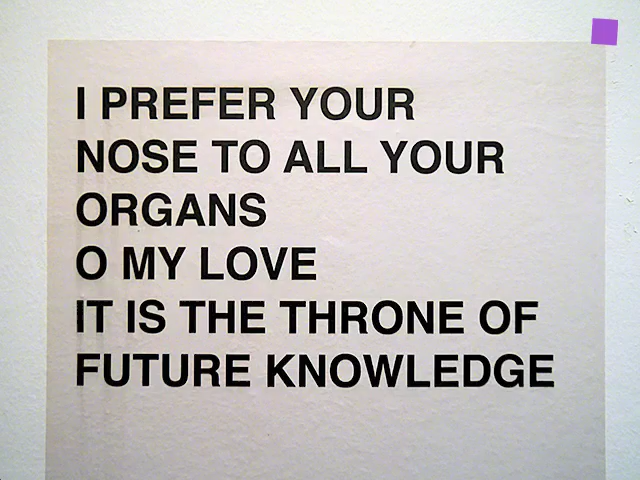 I PREFER YOUR
NOSE TO ALL YOUR
ORGANS
O MY LOVE
IT IS THE THRONE OF
FUTURE KNOWLEDGE